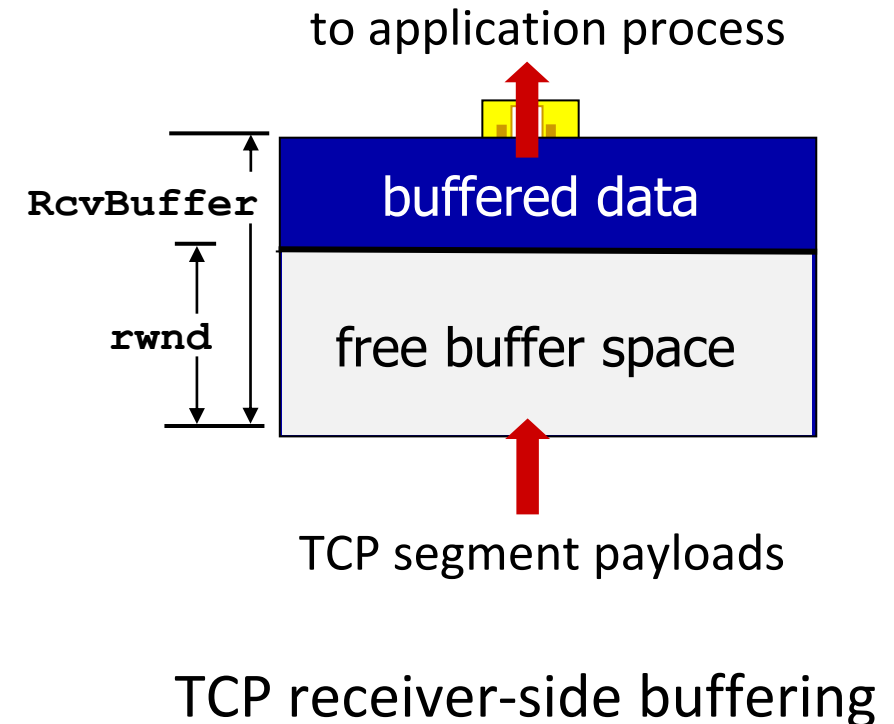 to application process
RcvBuffer
buffered data
rwnd
free buffer space
TCP segment payloads
TCP receiver-side buffering